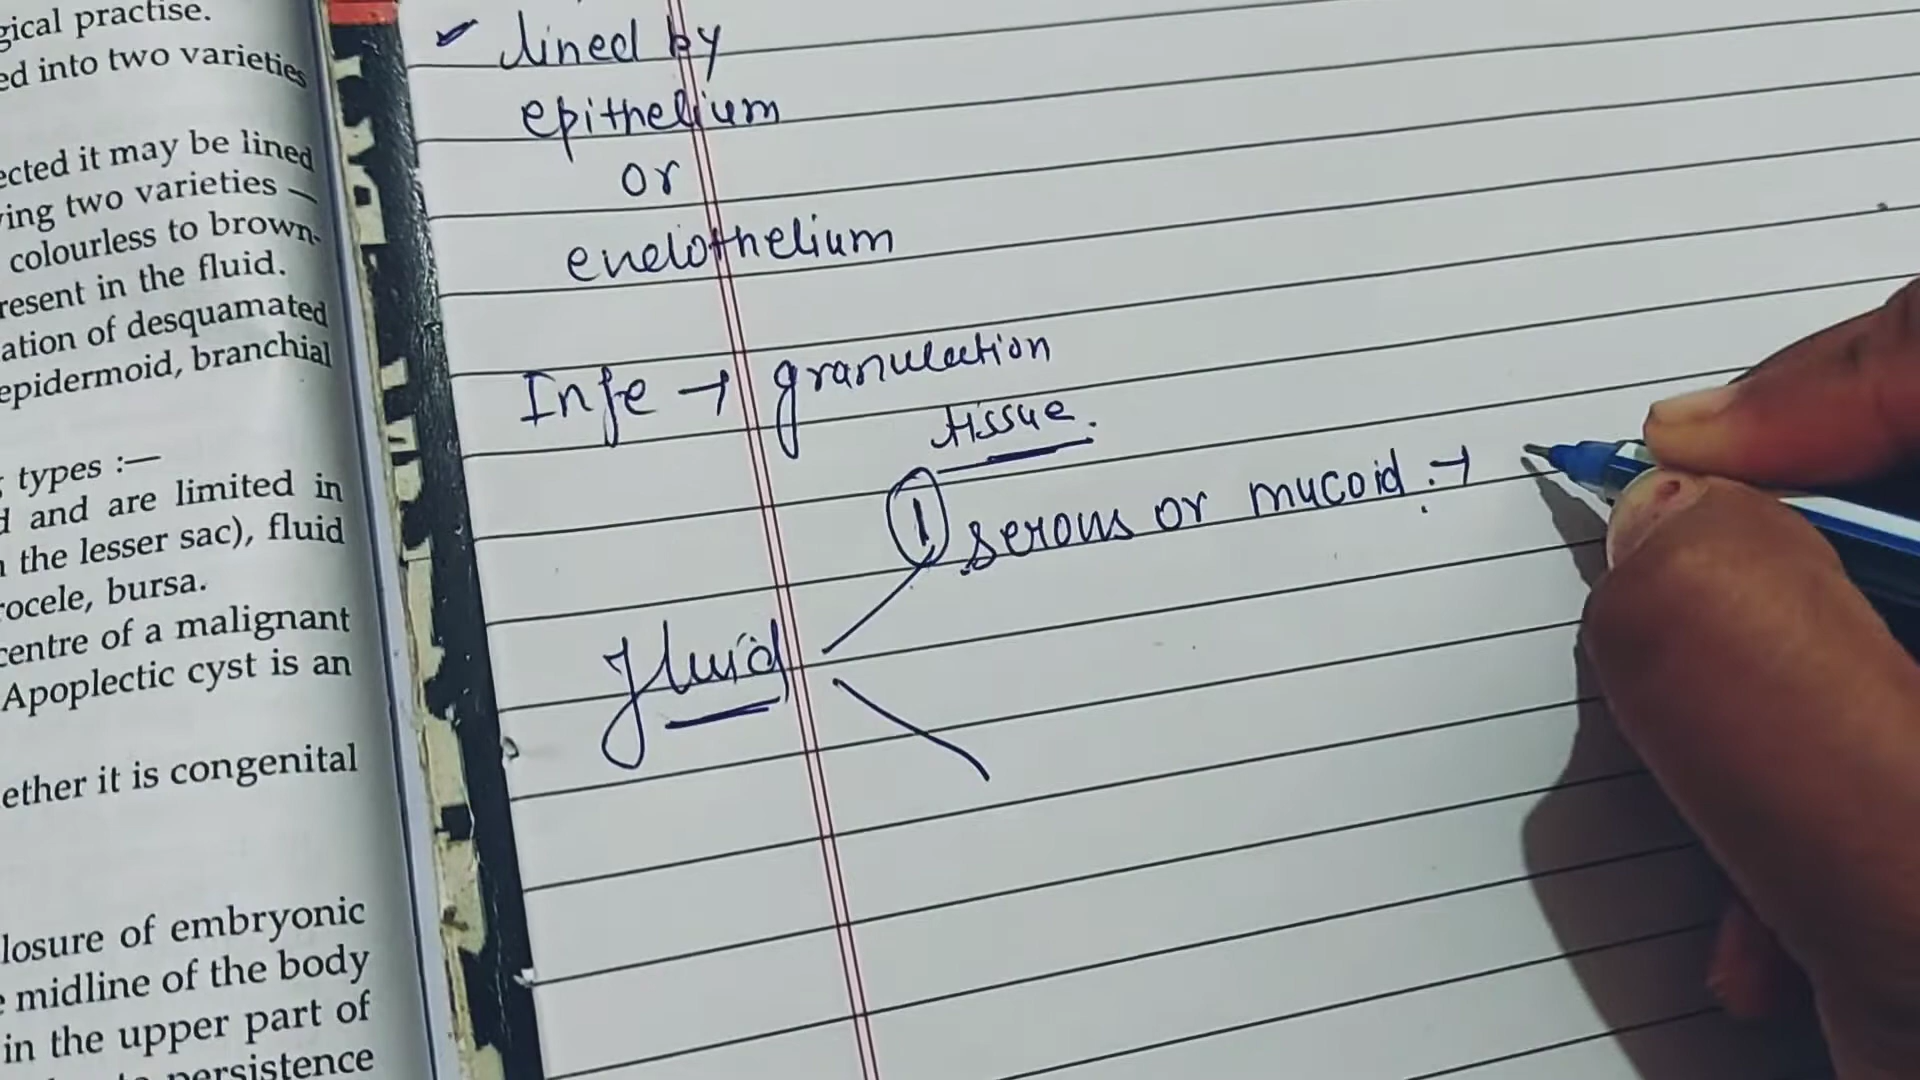 gical practise.
ed into two varieties
ected it may be lined
ing two varieties —
colourless to brown-
resent in the fluid.
ation of desquamated
epidermoid, branchial
types :—
and are limited in
the lesser sac), fluid
ocele, bursa.
centre of a malignant
Apoplectic cyst is an
ether it is congenital
losure of embryonic
midline of the body
in the upper part of
persistence
✓ lined by
epithelium
or
endothelium
Infe → granulation
tissue.
① serous or mucoid. →
fluid